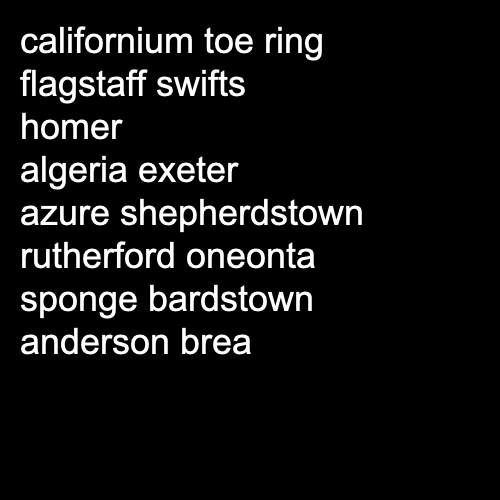 californium toe ring
flagstaff swifts
homer
algeria exeter
azure shepherdstown
rutherford oneonta
sponge bardstown
anderson brea